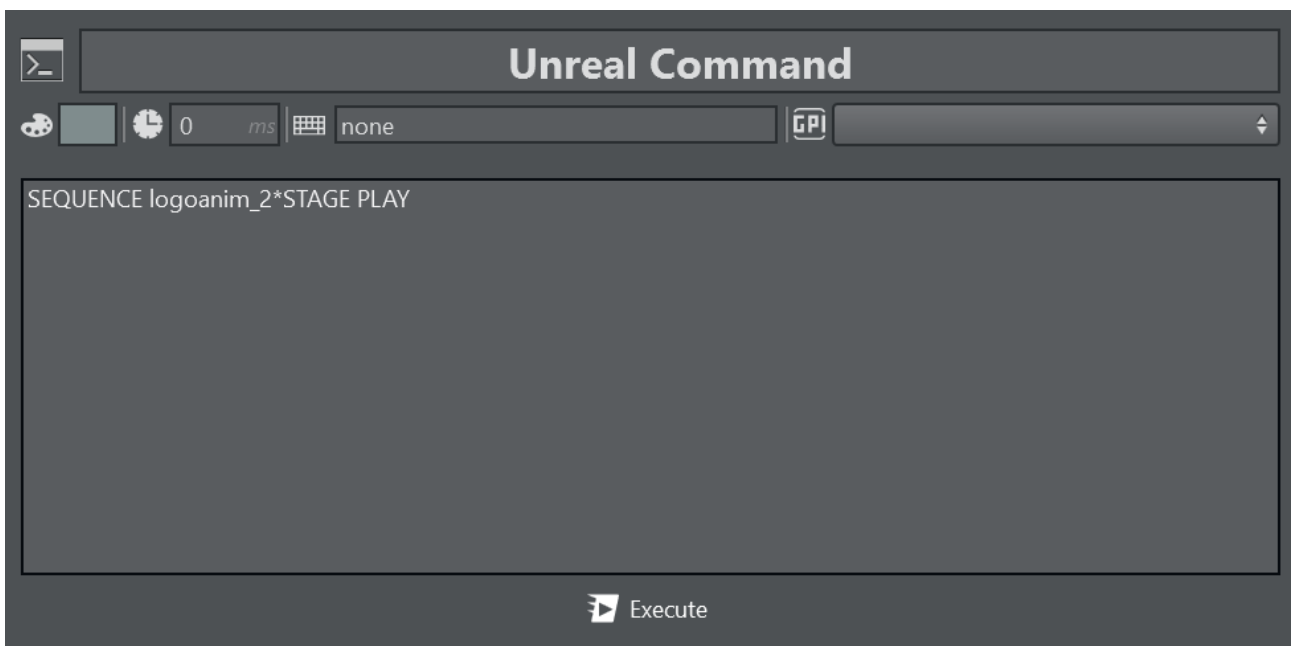 >_
Unreal Command
0 ms none GPI
SEQUENCE logoanim_2*STAGE PLAY
Execute